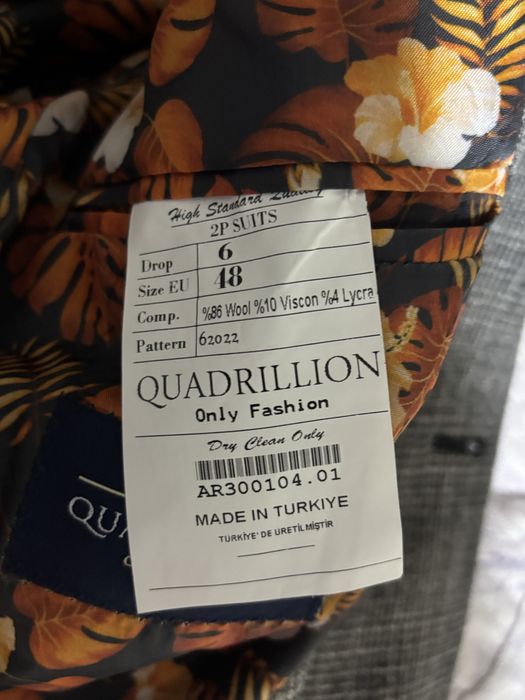 High Standard
2P SUITS
Drop 6
Size EU 48
Comp. %86 Wool %10 Viscon %4 Lycra
Pattern 62022
QUADRILLION
Only Fashion
Dry Clean Only
AR300104.01
MADE IN TURKIYE
TÜRKİYE' DE ÜRETİLMİŞTİR
QU